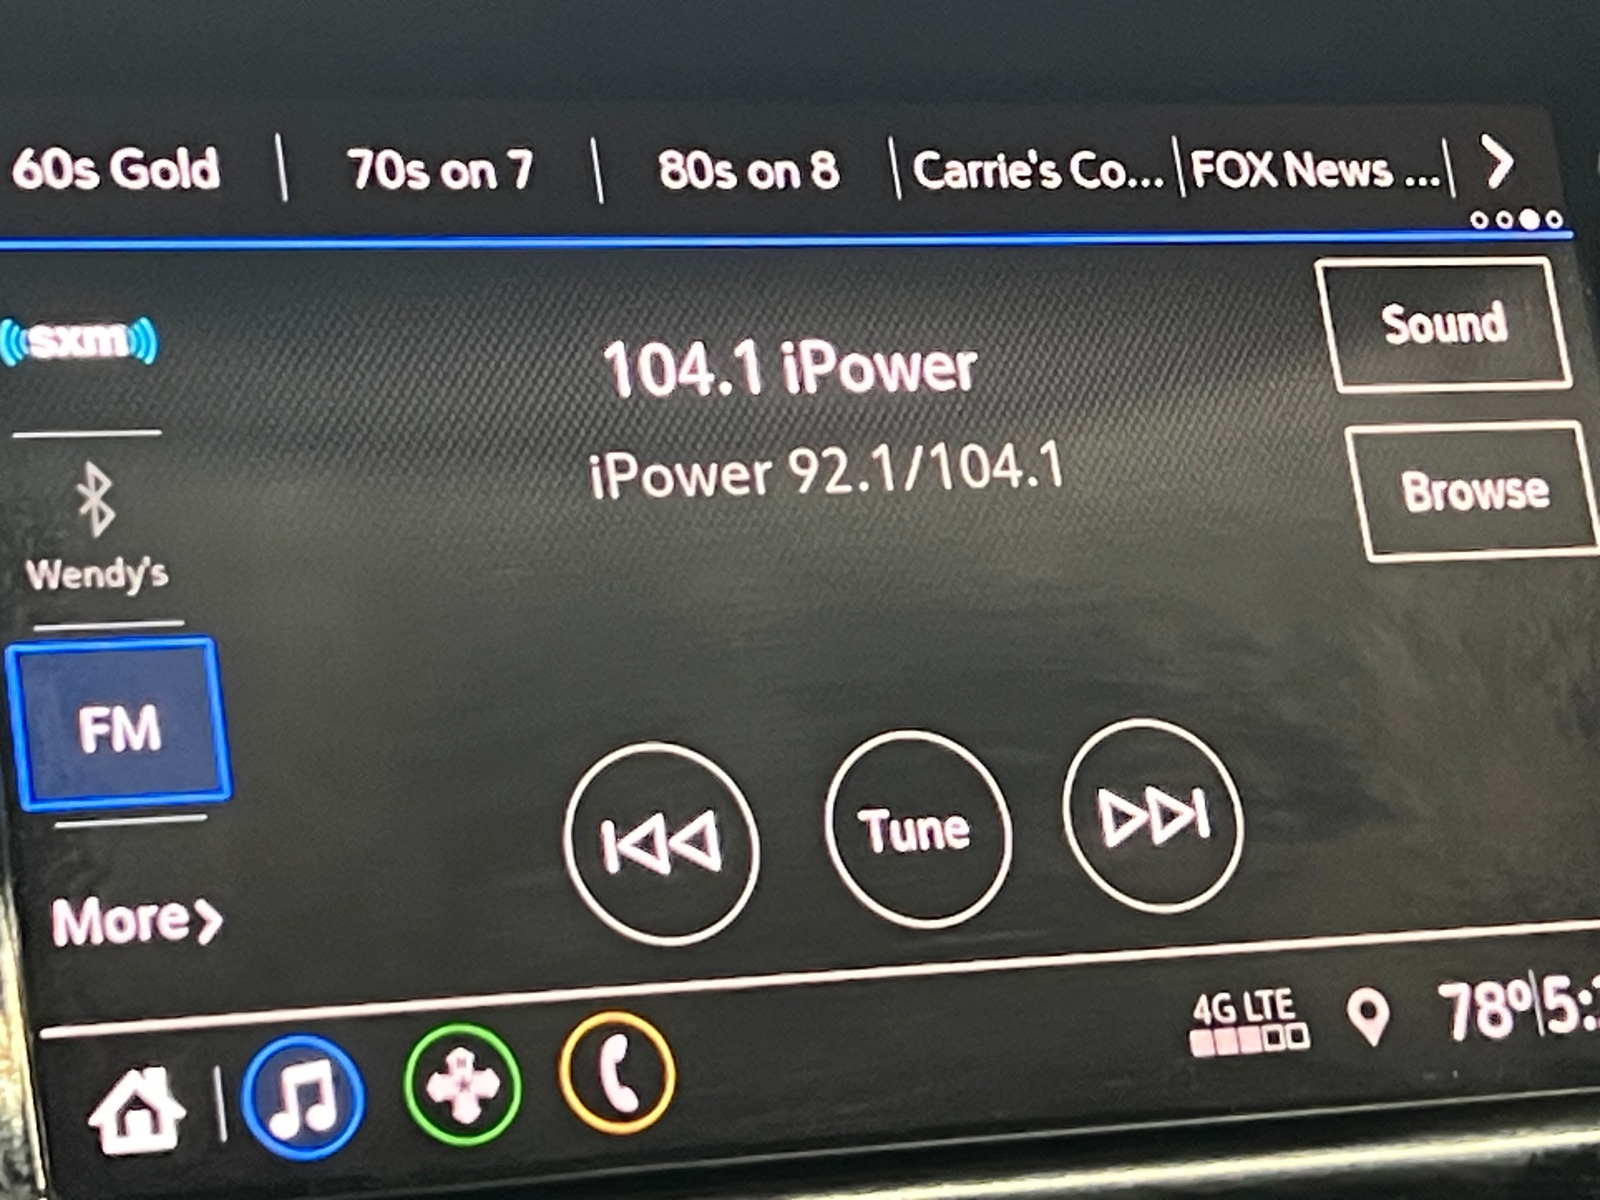 60s Gold | 70s on 7 | 80s on 8 | Carrie's Co... | FOX News ...
sxm
104.1 iPower
Sound
iPower 92.1/104.1
Browse
Wendy's
FM
Tune
More
4G LTE
78° 5: